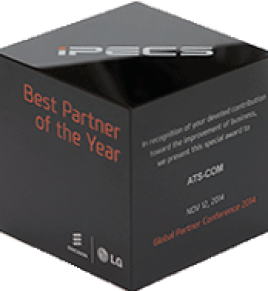 iPECS
Best Partner
of the Year
ERICSSON
LG
In recognition of your devoted contribution
toward the improvement of business,
we present this special award to
ATS-COM
NOV 12, 2014
Global Partner Conference 2014